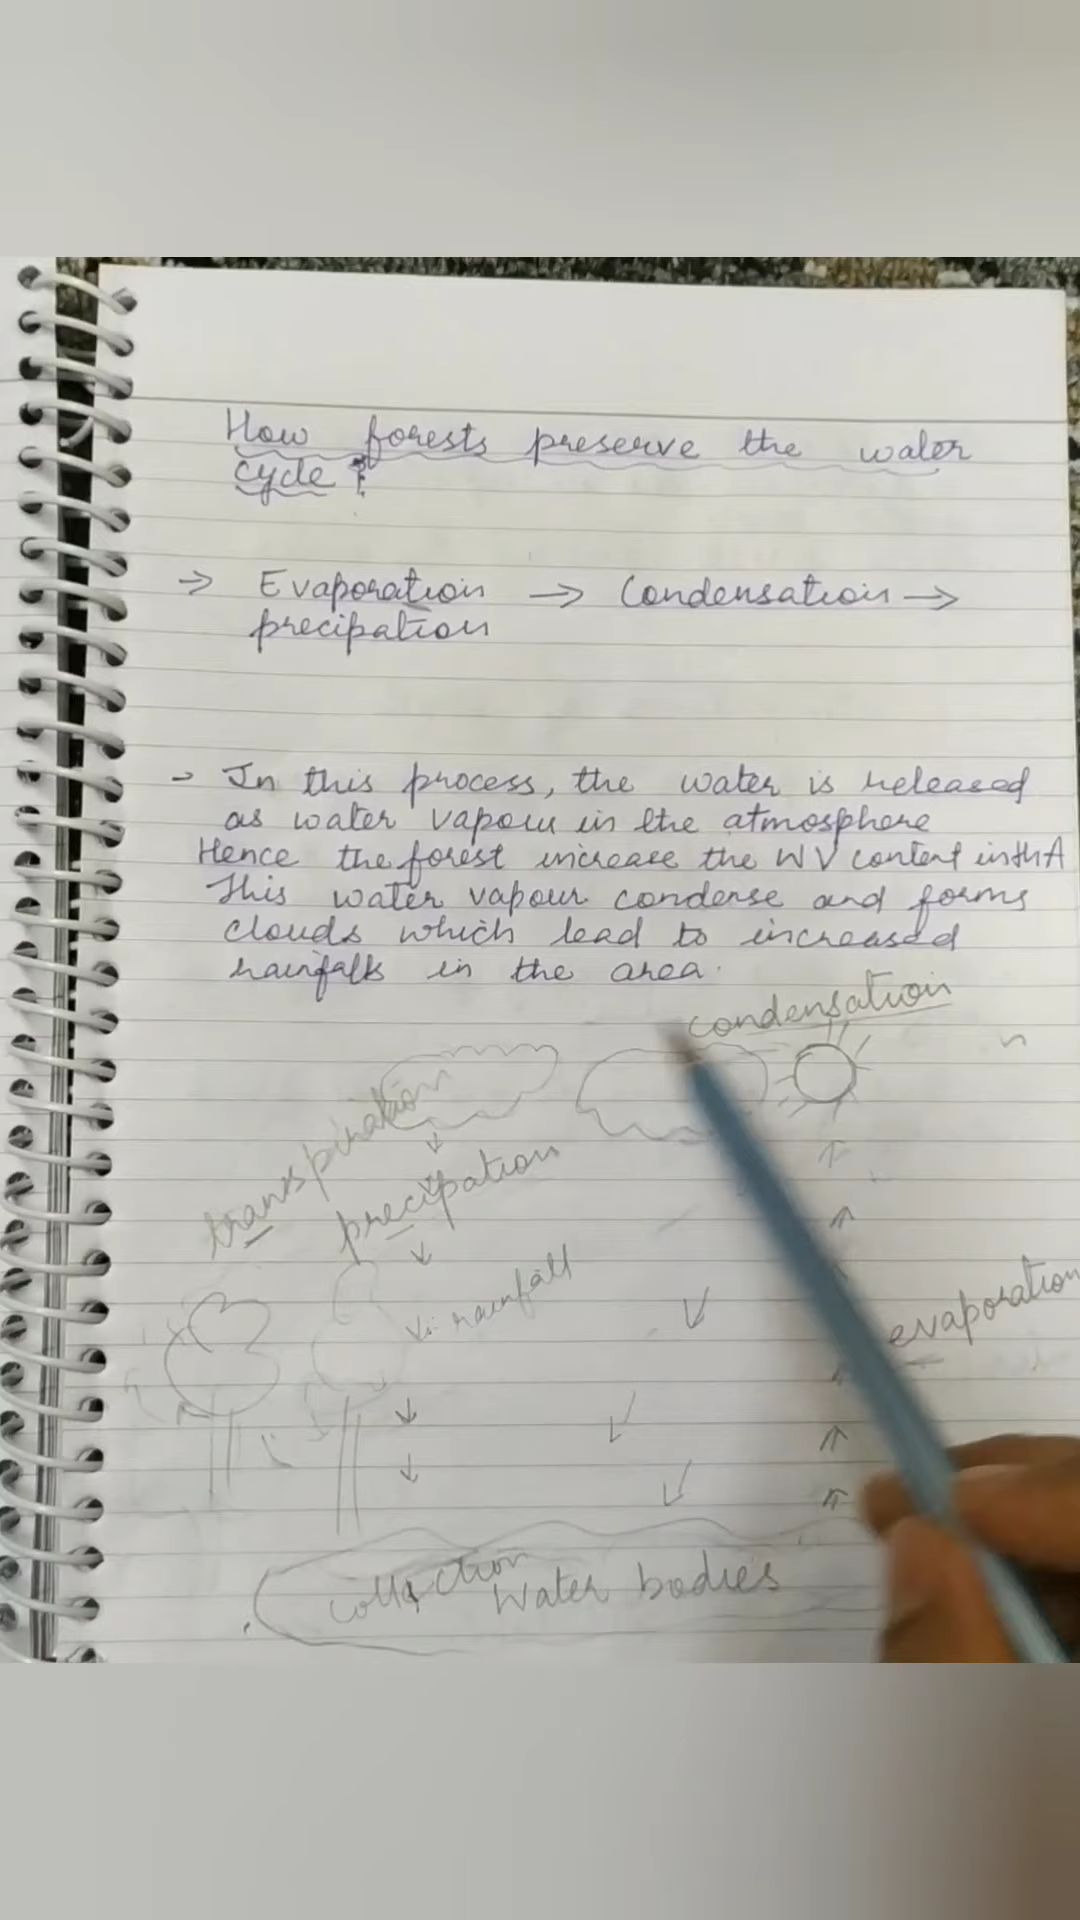 How forests preserve the water
cycle ?
→ Evaporation → Condensation →
precipation
- In this process, the water is released
as water vapour in the atmosphere
Hence the forest increase the WV content in th A
This water vapour condense and forms
clouds which lead to increased
rainfalls in the area.
condensation
transpiration
precipation
rainfall
evaporation
collection
Water bodies